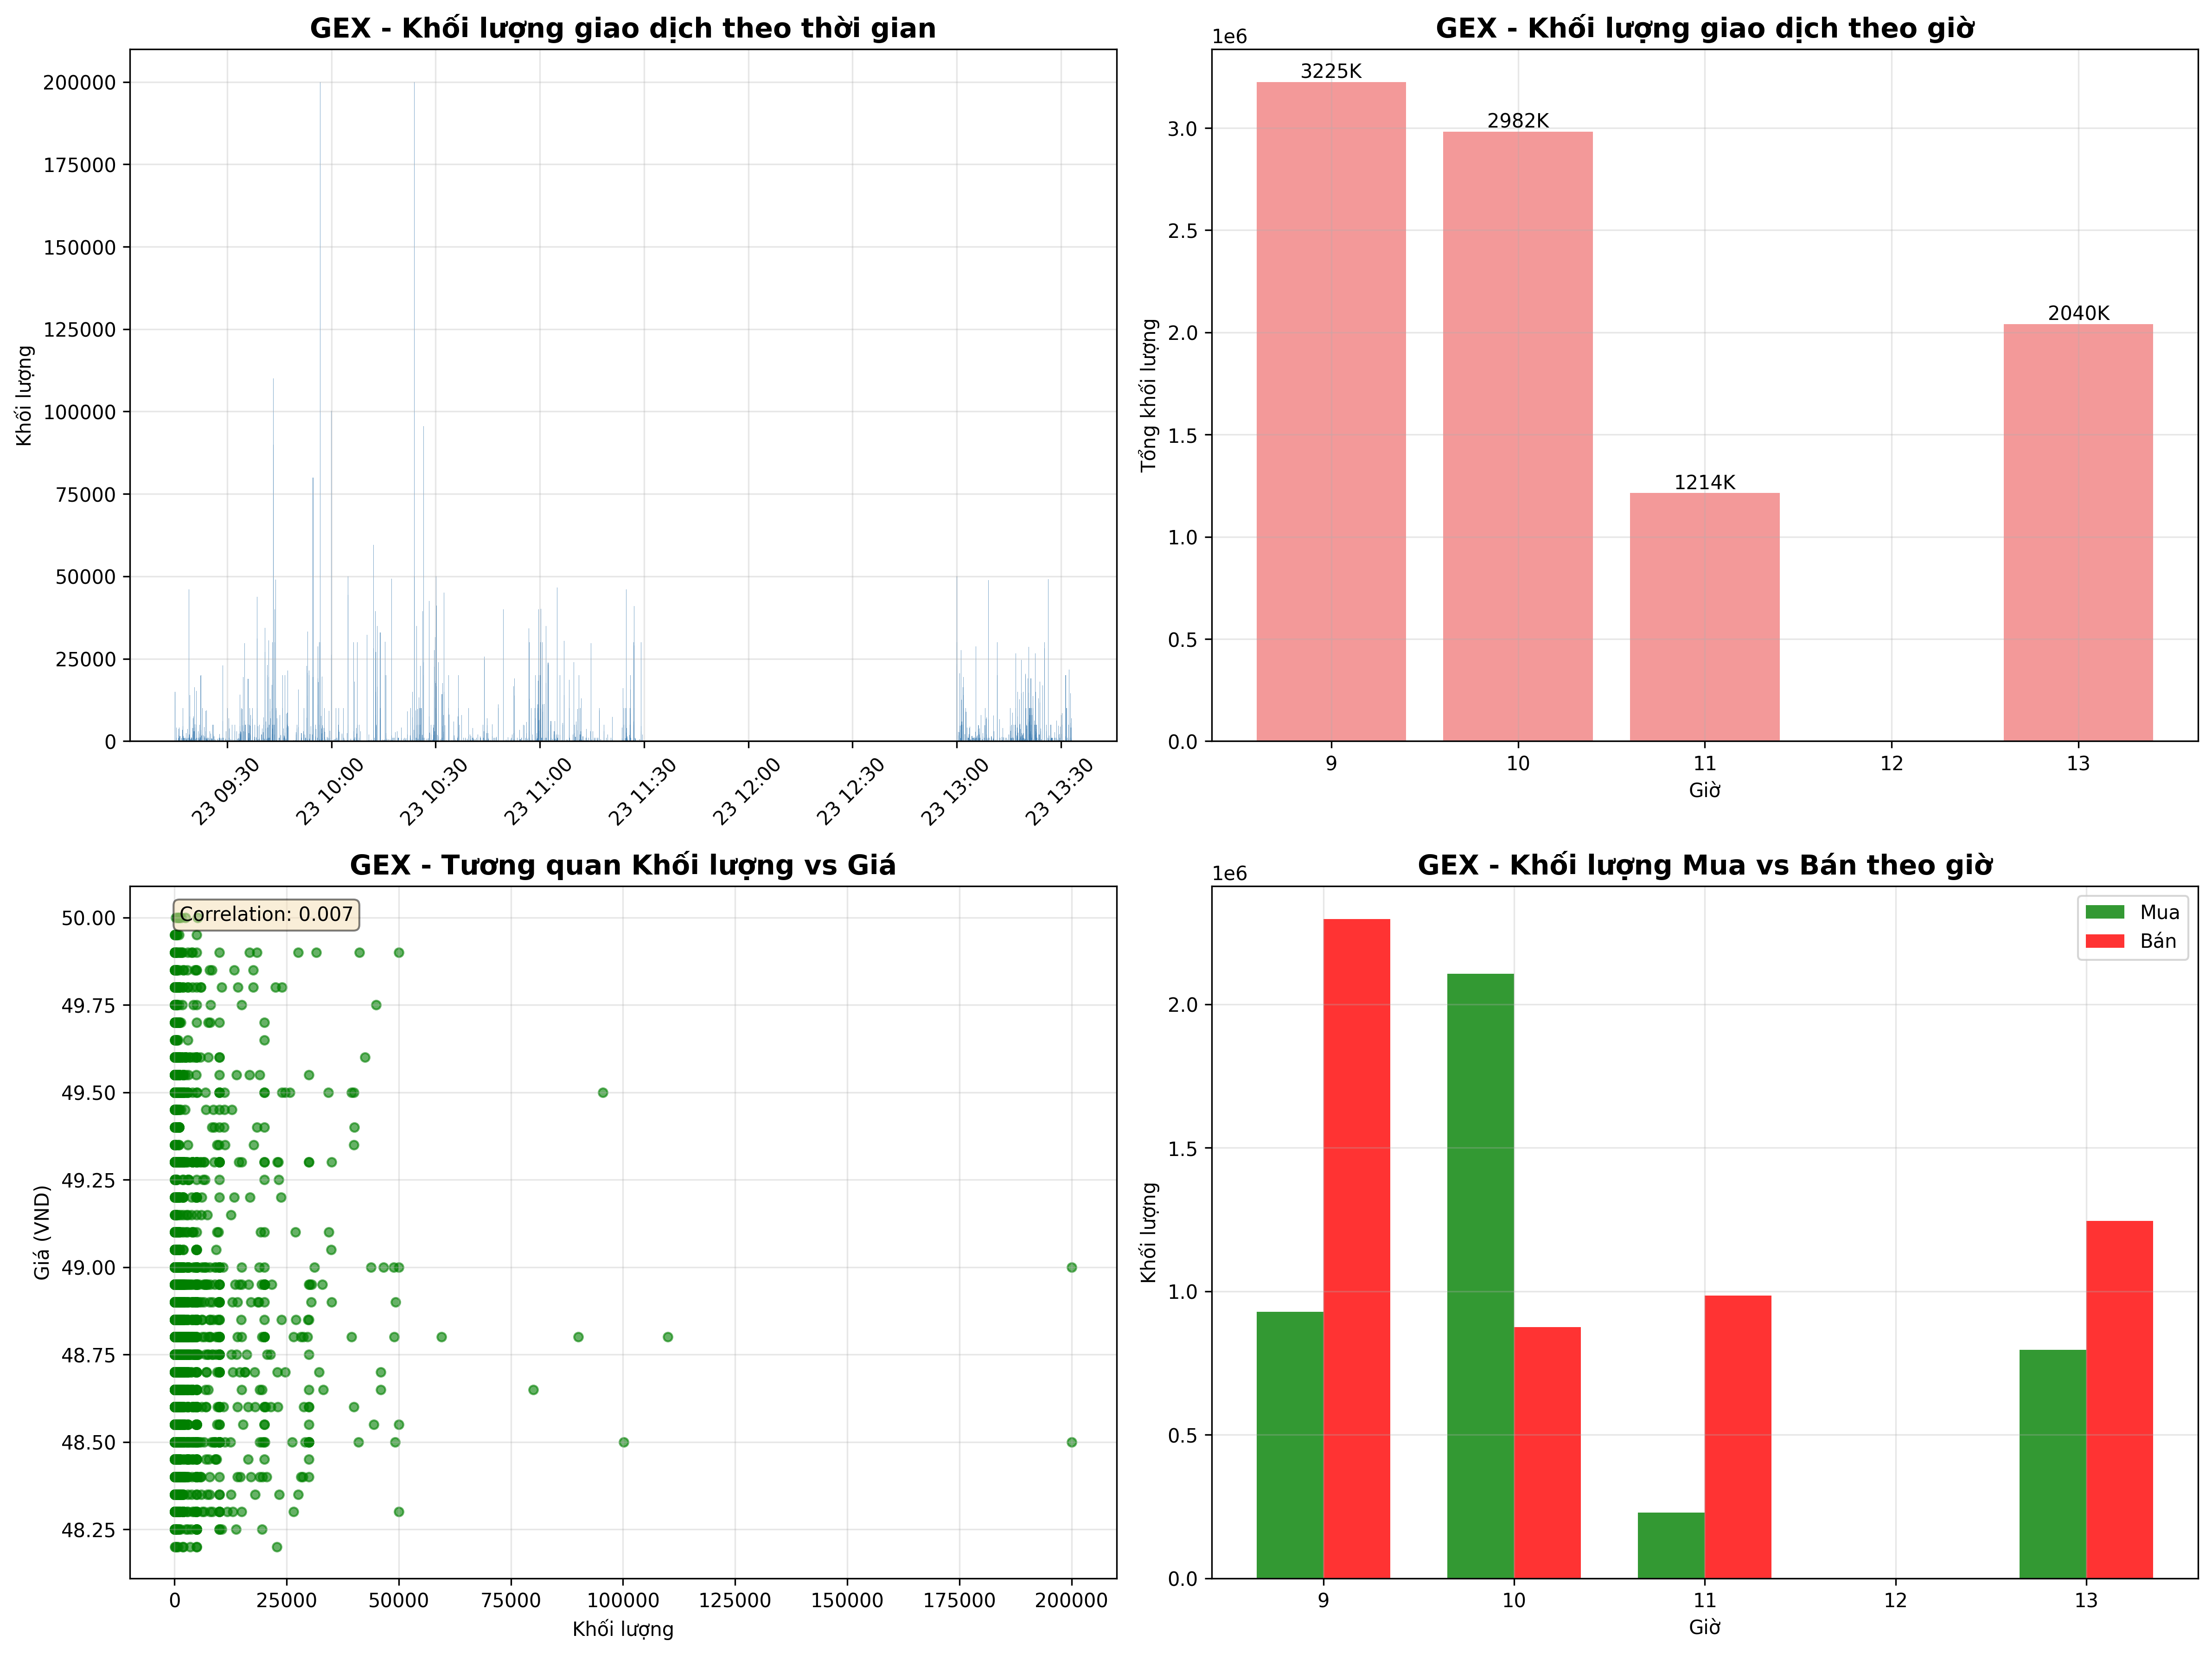 GEX - Khối lượng giao dịch theo thời gian
Khối lượng
200000
175000
150000
125000
100000
75000
50000
25000
0
23 09:30
23 10:00
23 10:30
23 11:00
23 11:30
23 12:00
23 12:30
23 13:00
23 13:30
GEX - Khối lượng giao dịch theo giờ
1e6
Tổng khối lượng
3.0
2.5
2.0
1.5
1.0
0.5
0.0
3225K
2982K
1214K
2040K
9
10
11
12
13
Giờ
GEX - Tương quan Khối lượng vs Giá
Correlation: 0.007
Giá (VND)
50.00
49.75
49.50
49.25
49.00
48.75
48.50
48.25
0
25000
50000
75000
100000
125000
150000
175000
200000
Khối lượng
GEX - Khối lượng Mua vs Bán theo giờ
1e6
Mua
Bán
Khối lượng
2.0
1.5
1.0
0.5
0.0
9
10
11
12
13
Giờ